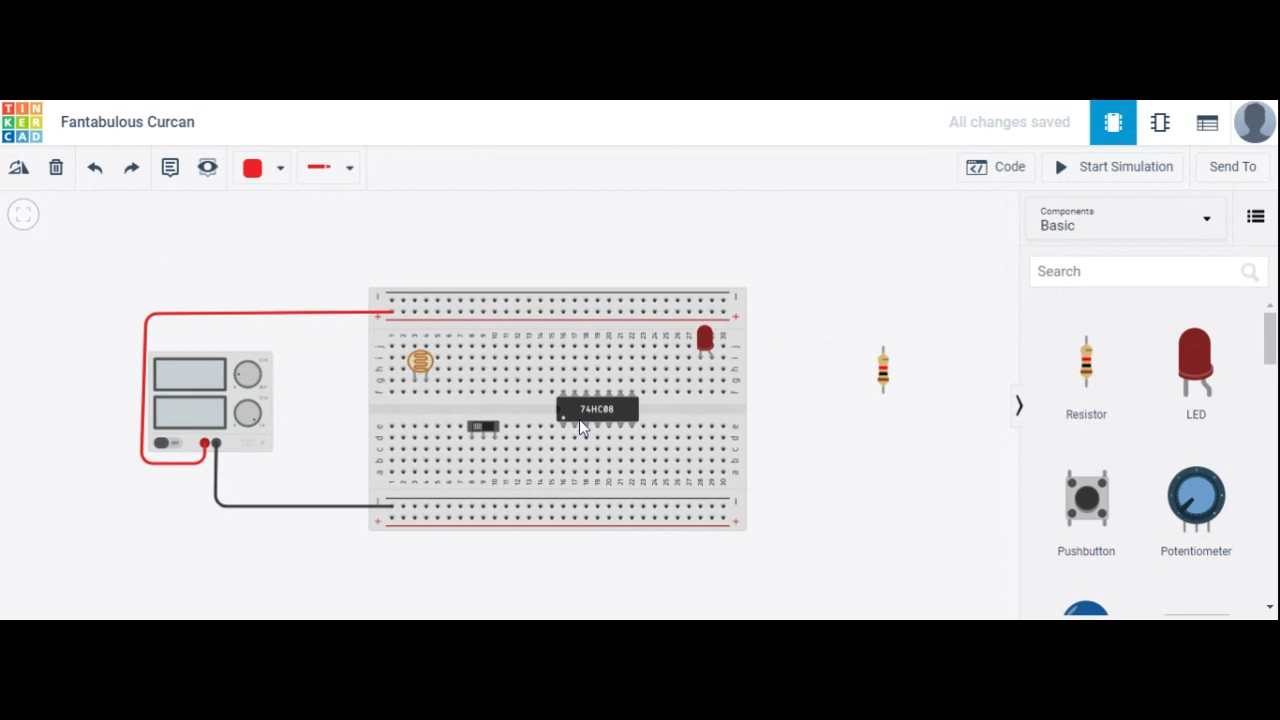 TIN
KER
CAD
Fantabulous Curcan
All changes saved
Code
Start Simulation
Send To
Components
Basic
Search
Resistor
LED
Pushbutton
Potentiometer
74HC08